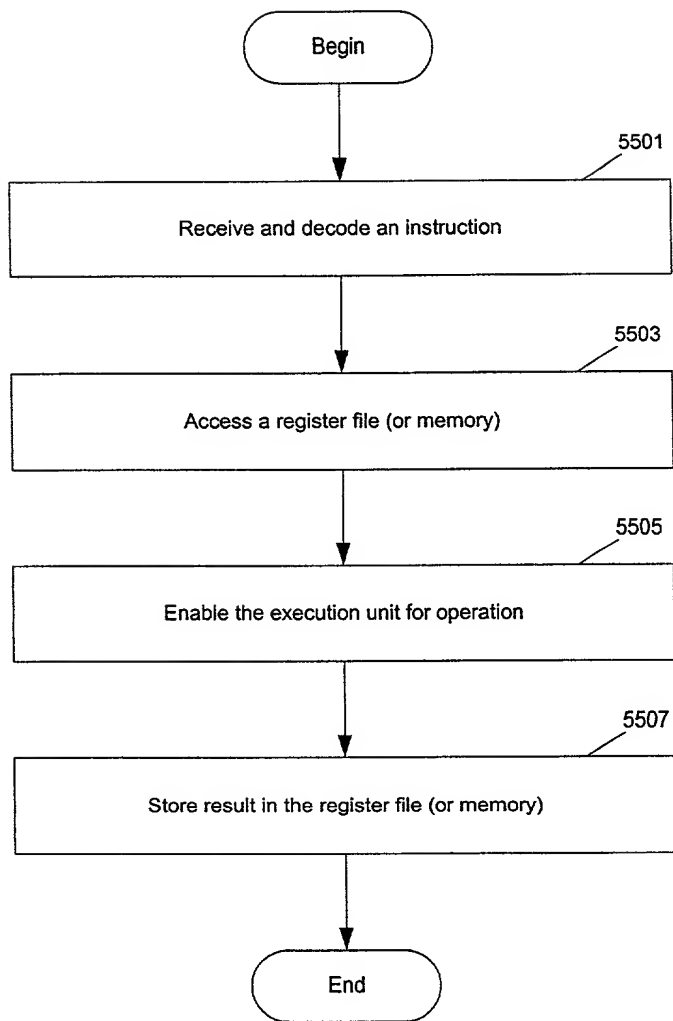 Begin
5501
Receive and decode an instruction
5503
Access a register file (or memory)
5505
Enable the execution unit for operation
5507
Store result in the register file (or memory)
End